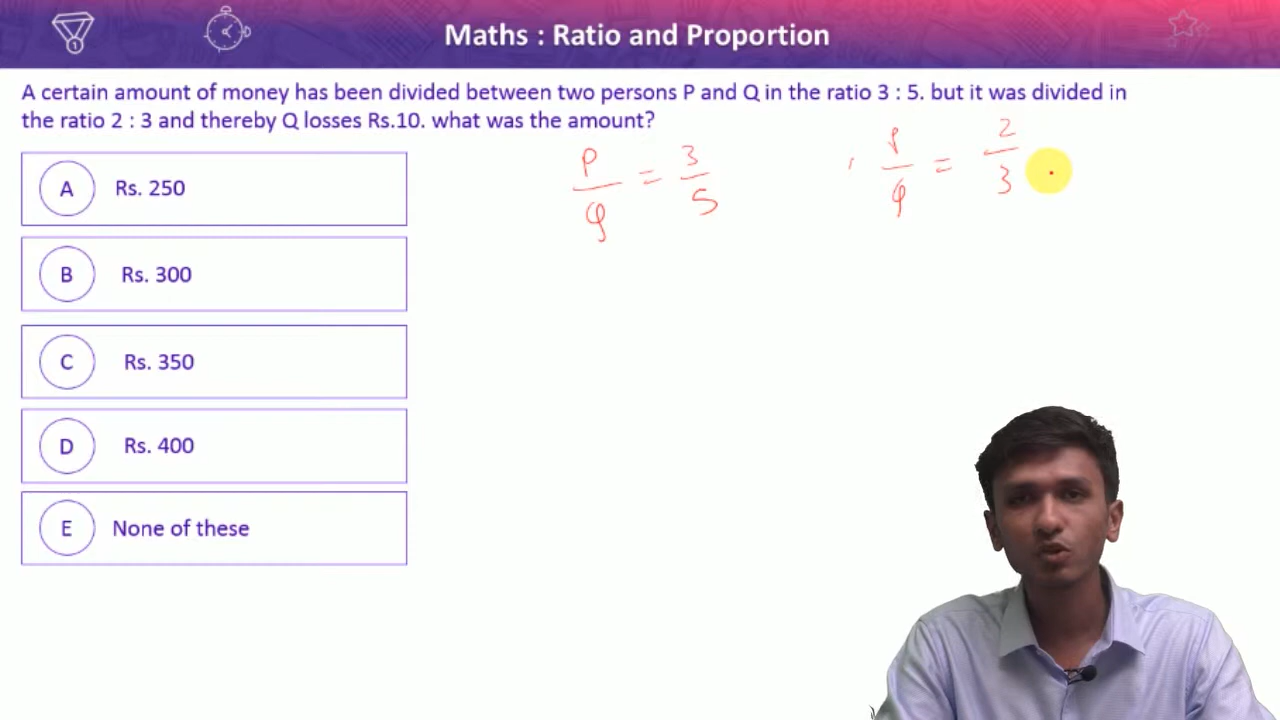 Maths : Ratio and Proportion
A certain amount of money has been divided between two persons P and Q in the ratio 3 : 5. but it was divided in
the ratio 2 : 3 and thereby Q losses Rs.10. what was the amount?
P/Q = 3/5 , P/Q = 2/3
A Rs. 250
B Rs. 300
C Rs. 350
D Rs. 400
E None of these